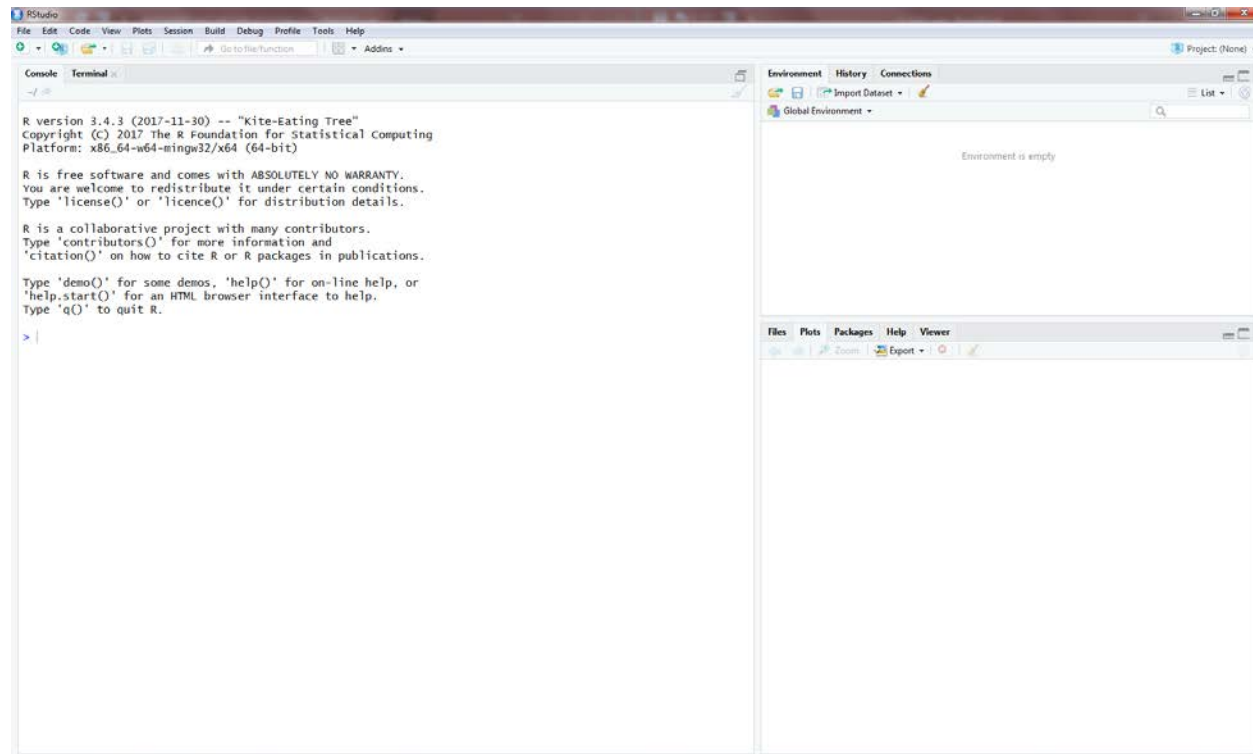 RStudio
File Edit Code View Plots Session Build Debug Profile Tools Help
Go to file/function Addins Project: (None)
Console Terminal
~/
R version 3.4.3 (2017-11-30) -- "Kite-Eating Tree"
Copyright (C) 2017 The R Foundation for Statistical Computing
Platform: x86_64-w64-mingw32/x64 (64-bit)
R is free software and comes with ABSOLUTELY NO WARRANTY.
You are welcome to redistribute it under certain conditions.
Type 'license()' or 'licence()' for distribution details.
R is a collaborative project with many contributors.
Type 'contributors()' for more information and
'citation()' on how to cite R or R packages in publications.
Type 'demo()' for some demos, 'help()' for on-line help, or
'help.start()' for an HTML browser interface to help.
Type 'q()' to quit R.
>
Environment History Connections
Import Dataset List
Global Environment
Environment is empty
Files Plots Packages Help Viewer
Zoom Export